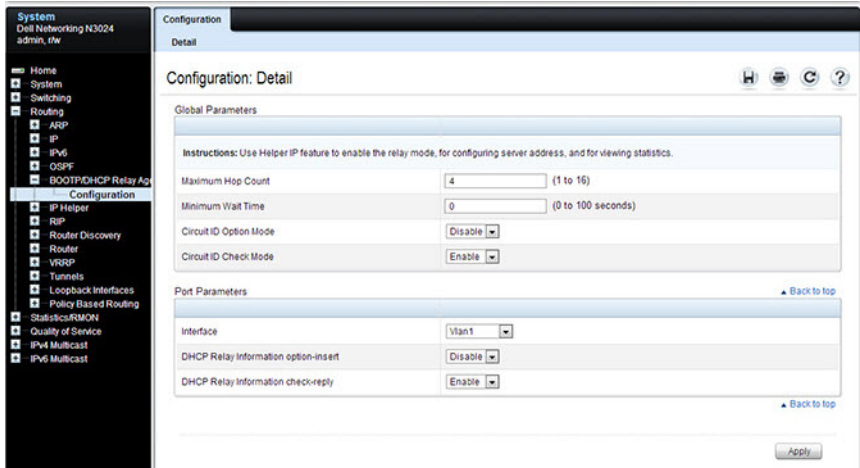 System
Dell Networking N3024
admin, r/w
Home
System
Switching
Routing
ARP
IP
IPv6
OSPF
BOOTP/DHCP Relay Age
Configuration
IP Helper
RIP
Router Discovery
Router
VRRP
Tunnels
Loopback Interfaces
Policy Based Routing
Statistics/RMON
Quality of Service
IPv4 Multicast
IPv6 Multicast
Configuration
Detail
Configuration: Detail
?
Global Parameters
Instructions: Use Helper IP feature to enable the relay mode, for configuring server address, and for viewing statistics.
Maximum Hop Count 4 (1 to 16)
Minimum Wait Time 0 (0 to 100 seconds)
Circuit ID Option Mode Disable
Circuit ID Check Mode Enable
Port Parameters Back to top
Interface Vlan1
DHCP Relay Information option-insert Disable
DHCP Relay Information check-reply Enable
Back to top
Apply